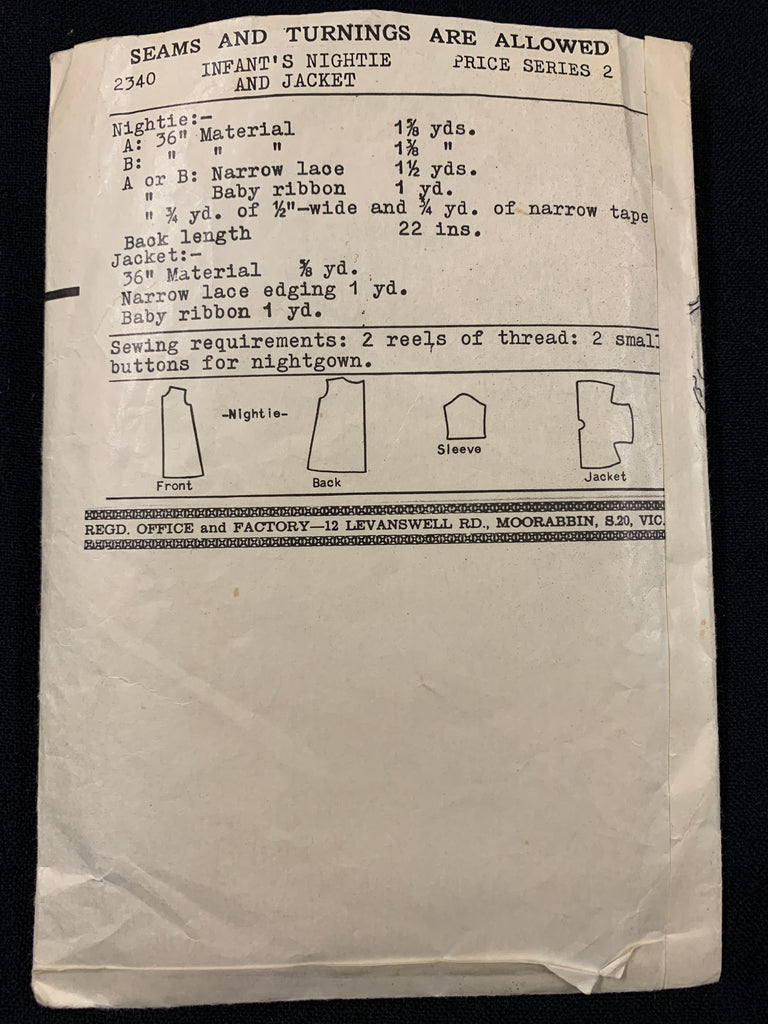 SEAMS AND TURNINGS ARE ALLOWED
2340 INFANT'S NIGHTIE AND JACKET PRICE SERIES 2
Nightie:-
A: 36" Material 1⅞ yds.
B: " " " 1⅜ "
A or B: Narrow lace 1½ yds.
" Baby ribbon 1 yd.
" ¾ yd. of ½"-wide and ¾ yd. of narrow tape
Back length 22 ins.
Jacket:-
36" Material ⅝ yd.
Narrow lace edging 1 yd.
Baby ribbon 1 yd.
Sewing requirements: 2 reels of thread: 2 small
buttons for nightgown.
-Nightie-
Front Back Sleeve Jacket
REGD. OFFICE and FACTORY—12 LEVANSWELL RD., MOORABBIN, S.20, VIC.